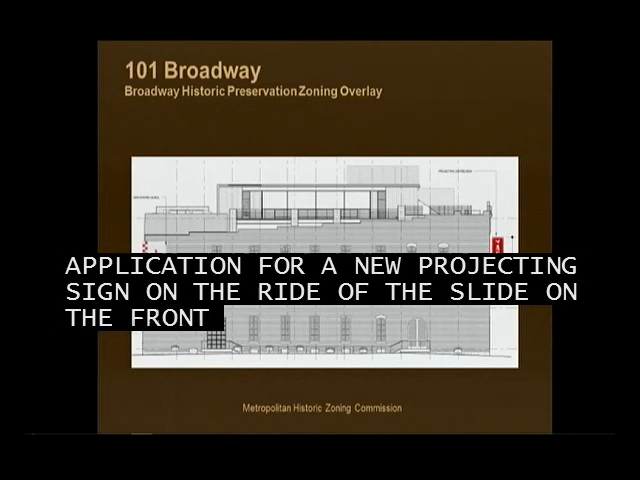 101 Broadway
Broadway Historic Preservation Zoning Overlay
APPLICATION FOR A NEW PROJECTING
SIGN ON THE RIDE OF THE SLIDE ON
THE FRONT
Metropolitan Historic Zoning Commission